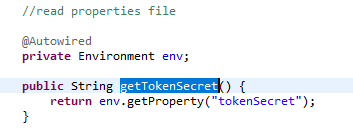 //read properties file
@Autowired
private Environment env;
public String getTokenSecret() {
return env.getProperty("tokenSecret");
}